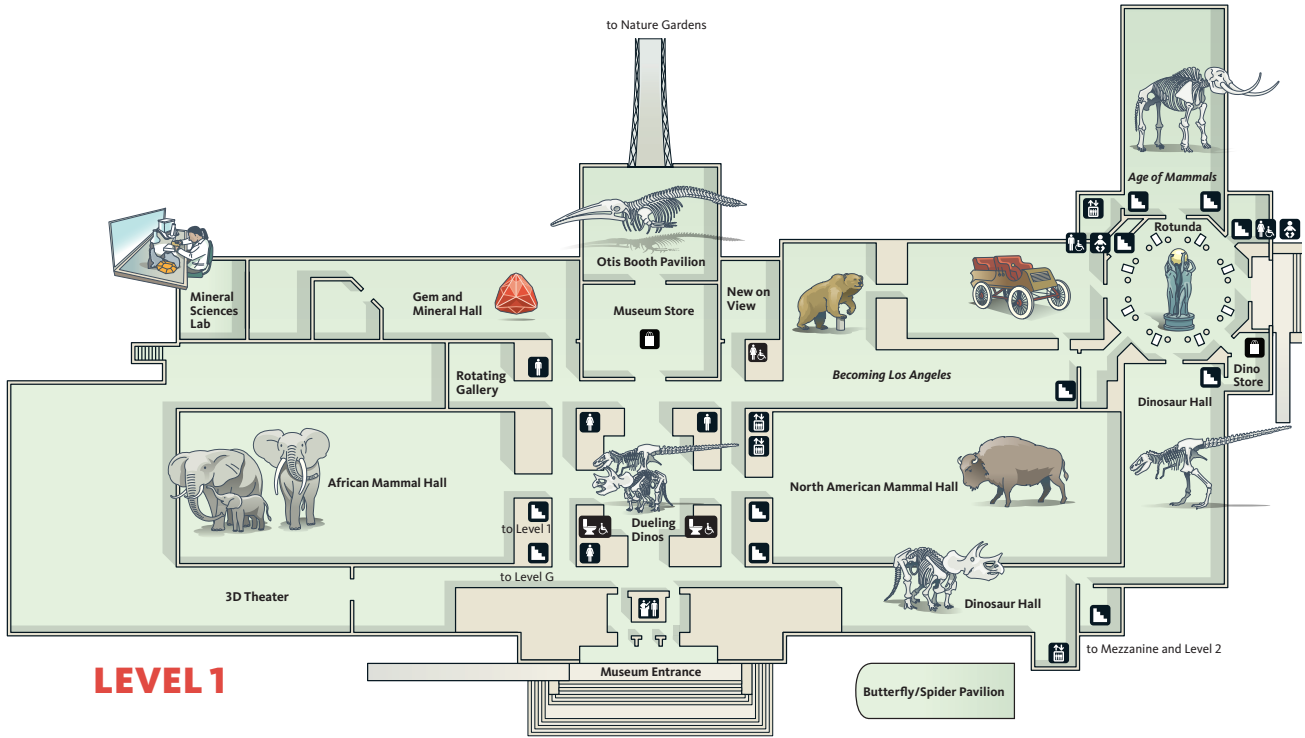 to Nature Gardens
Age of Mammals
Rotunda
Otis Booth Pavilion
Mineral
Sciences
Lab
Gem and
Mineral Hall
Museum Store
New on
View
Rotating
Gallery
Becoming Los Angeles
Dino
Store
Dinosaur Hall
African Mammal Hall
North American Mammal Hall
to Level 1
Dueling
Dinos
to Level G
3D Theater
Dinosaur Hall
to Mezzanine and Level 2
Museum Entrance
LEVEL 1
Butterfly/Spider Pavilion